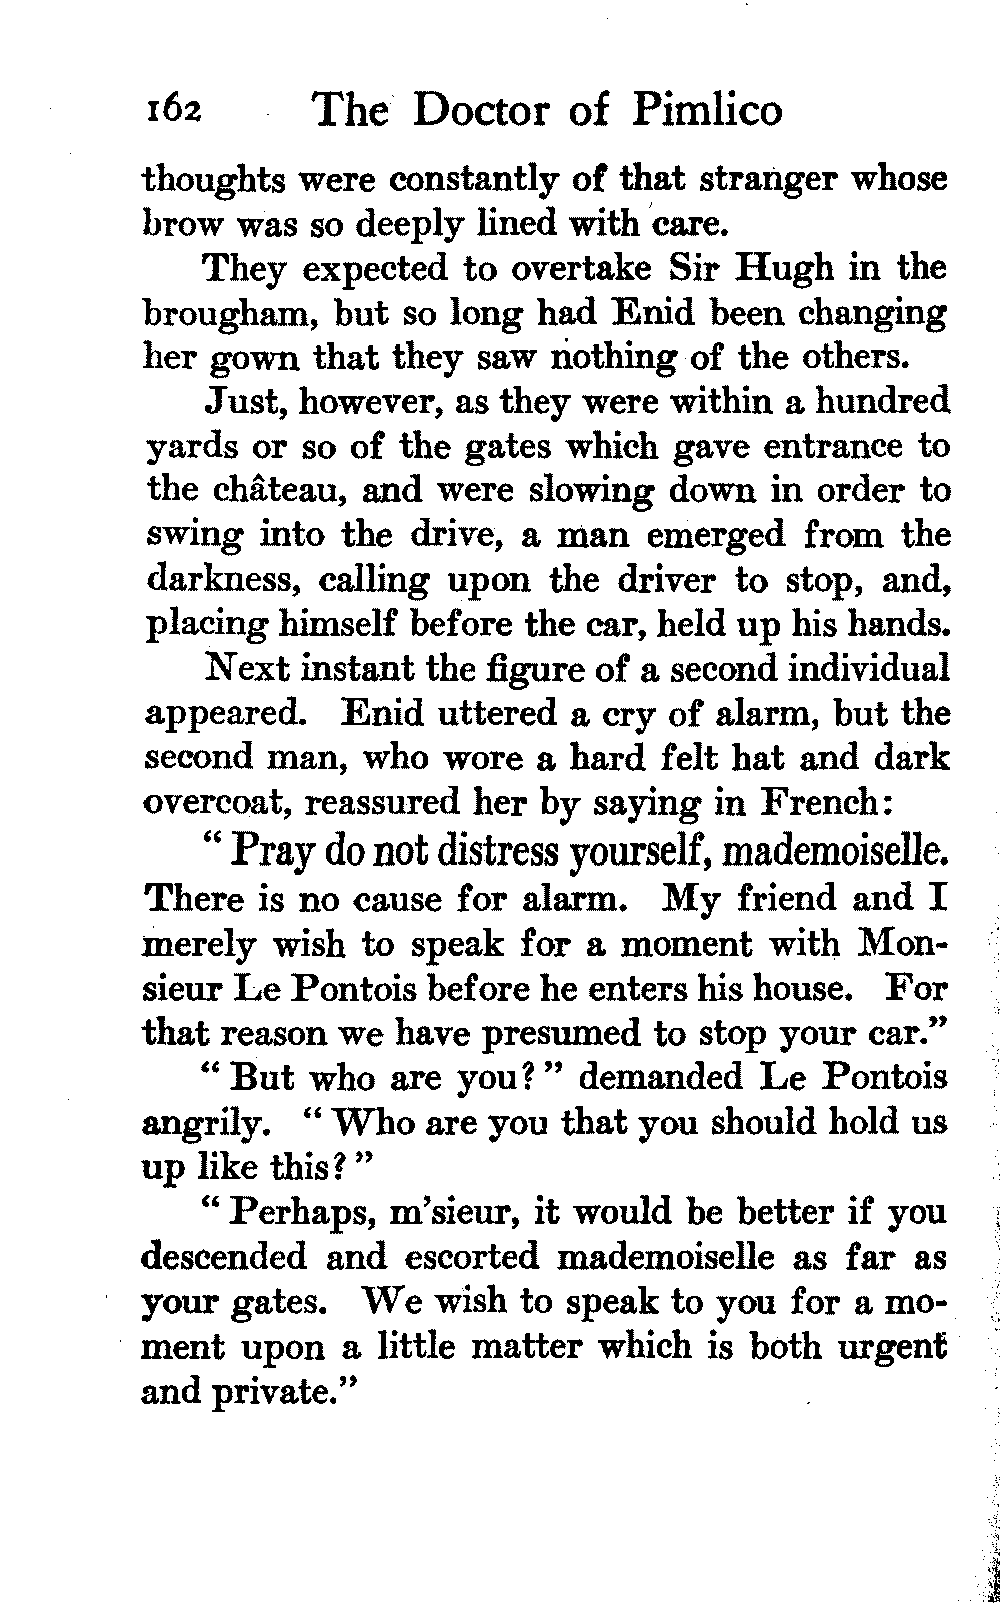 162 The Doctor of Pimlico
thoughts were constantly of that stranger whose
brow was so deeply lined with care.
They expected to overtake Sir Hugh in the
brougham, but so long had Enid been changing
her gown that they saw nothing of the others.
Just, however, as they were within a hundred
yards or so of the gates which gave entrance to
the château, and were slowing down in order to
swing into the drive, a man emerged from the
darkness, calling upon the driver to stop, and,
placing himself before the car, held up his hands.
Next instant the figure of a second individual
appeared. Enid uttered a cry of alarm, but the
second man, who wore a hard felt hat and dark
overcoat, reassured her by saying in French:
“ Pray do not distress yourself, mademoiselle.
There is no cause for alarm. My friend and I
merely wish to speak for a moment with Mon-
sieur Le Pontois before he enters his house. For
that reason we have presumed to stop your car.”
“ But who are you? ” demanded Le Pontois
angrily. “ Who are you that you should hold us
up like this? ”
“ Perhaps, m’sieur, it would be better if you
descended and escorted mademoiselle as far as
your gates. We wish to speak to you for a mo-
ment upon a little matter which is both urgent
and private.”